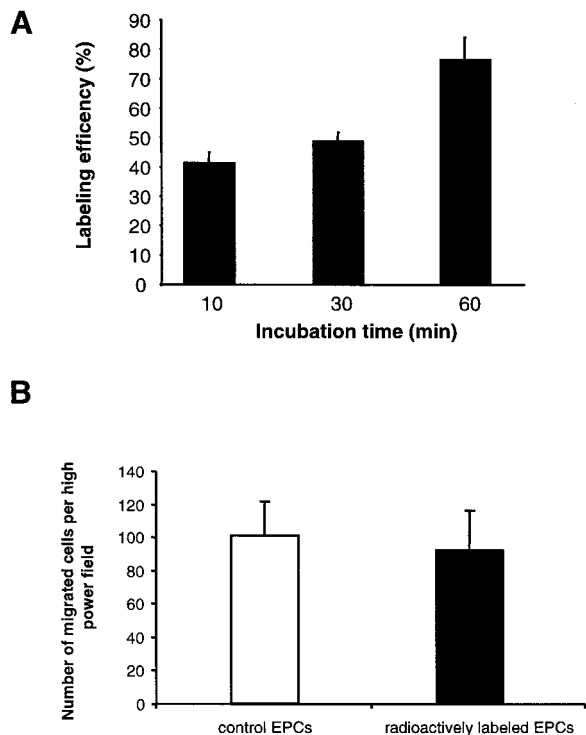 A
Labeling efficency (%)
90
80
70
60
50
40
30
20
10
0
10 30 60
Incubation time (min)
B
Number of migrated cells per high
power field
140
120
100
80
60
40
20
0
control EPCs radioactively labeled EPCs